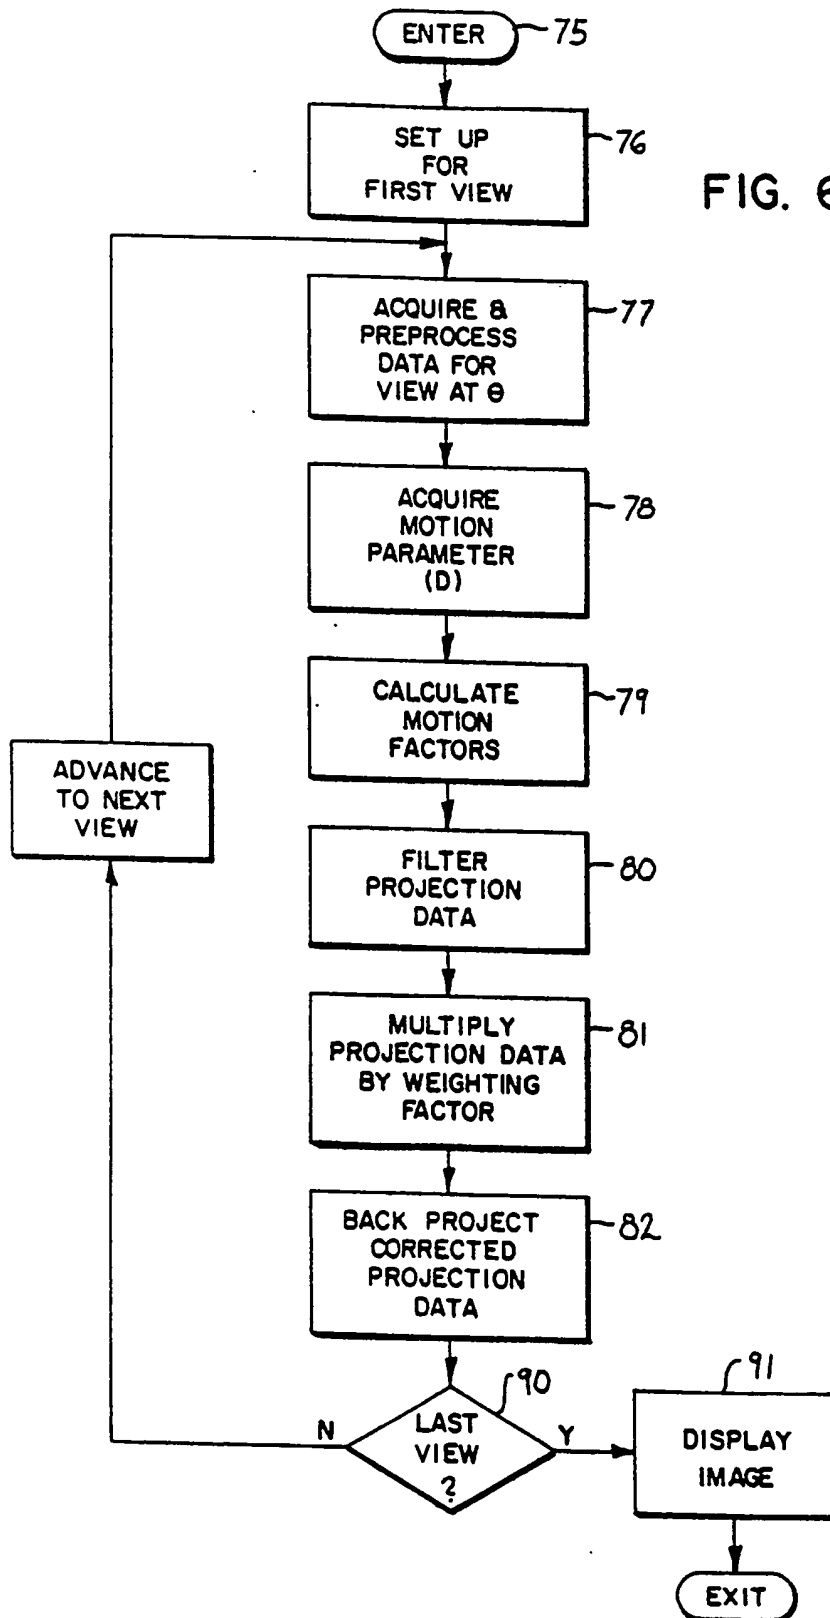 ENTER
75
SET UP
FOR
FIRST VIEW
76
FIG. 6
ACQUIRE &
PREPROCESS
DATA FOR
VIEW AT θ
77
ACQUIRE
MOTION
PARAMETER
(D)
78
CALCULATE
MOTION
FACTORS
79
ADVANCE
TO NEXT
VIEW
FILTER
PROJECTION
DATA
80
MULTIPLY
PROJECTION DATA
BY WEIGHTING
FACTOR
81
BACK PROJECT
CORRECTED
PROJECTION
DATA
82
N
LAST
VIEW
?
90
Y
91
DISPLAY
IMAGE
EXIT